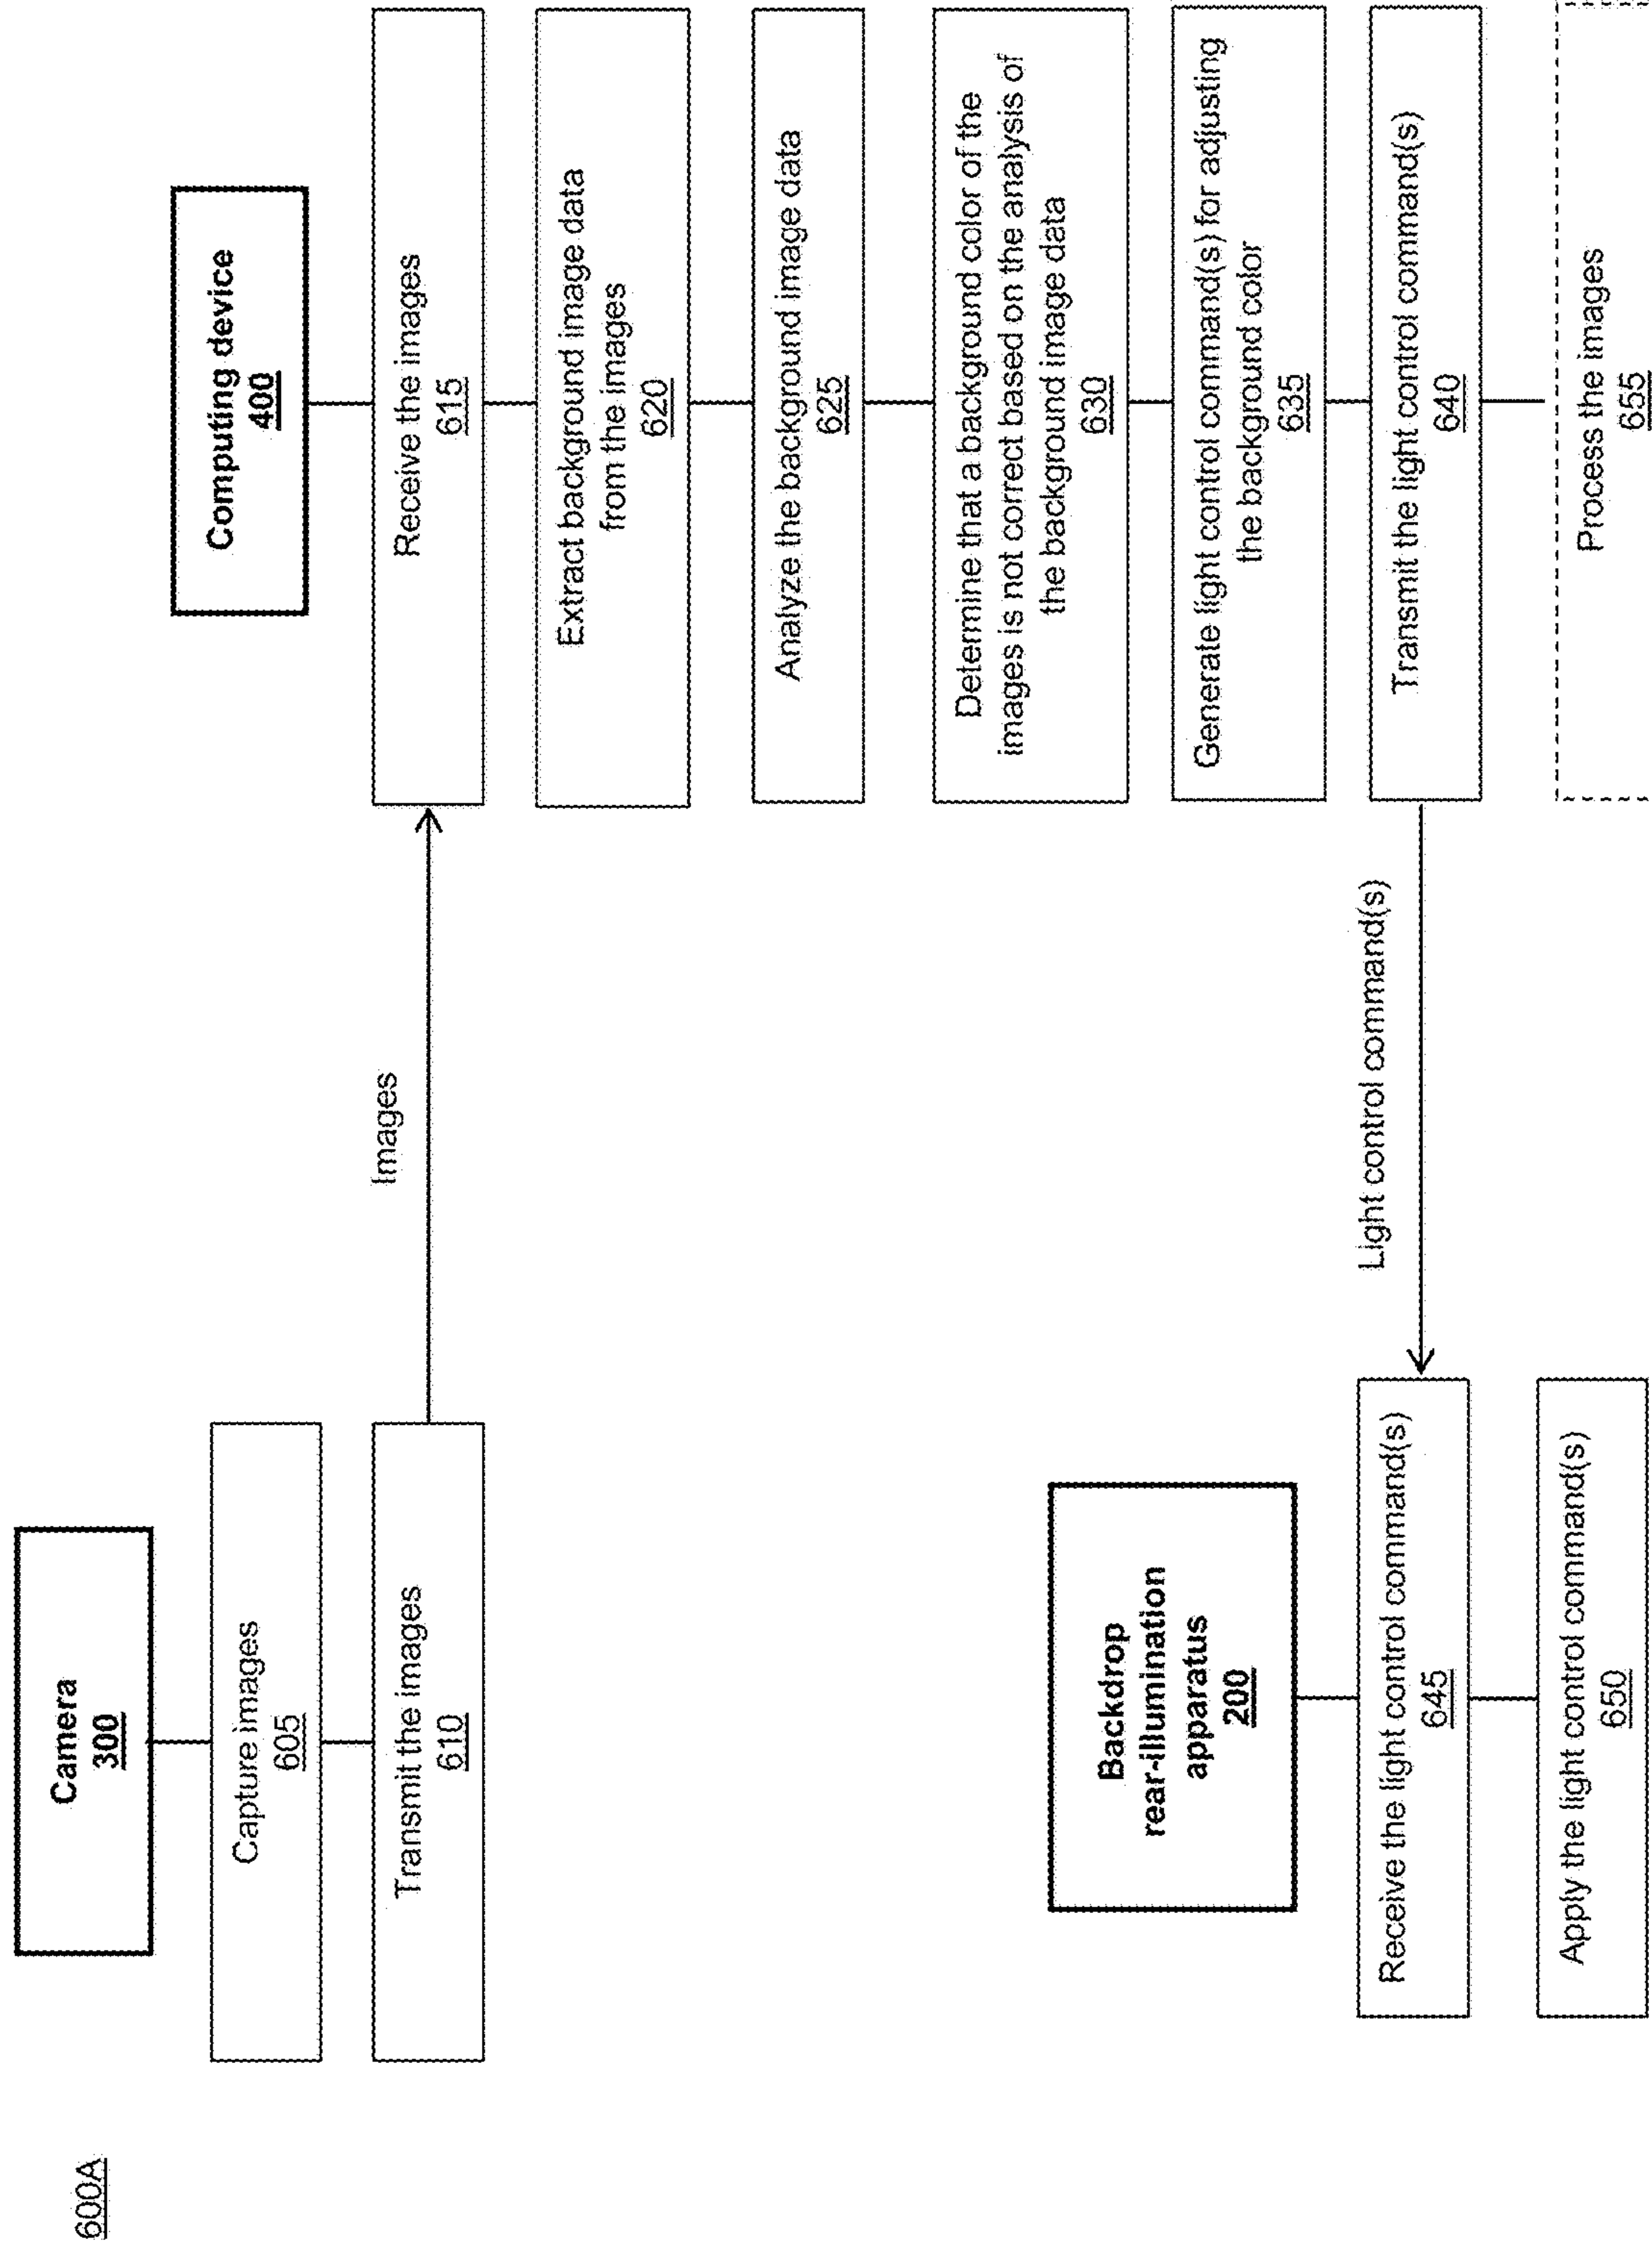 600A
Camera
300
Capture images
605
Transmit the images
610
Images
Computing device
400
Receive the images
615
Extract background image data
from the images
620
Analyze the background image data
625
Determine that a background color of the
images is not correct based on the analysis of
the background image data
630
Generate light control command(s) for adjusting
the background color
635
Transmit the light control command(s)
640
Light control command(s)
Backdrop
rear-illumination
apparatus
200
Receive the light control command(s)
645
Apply the light control command(s)
650
Process the images
655